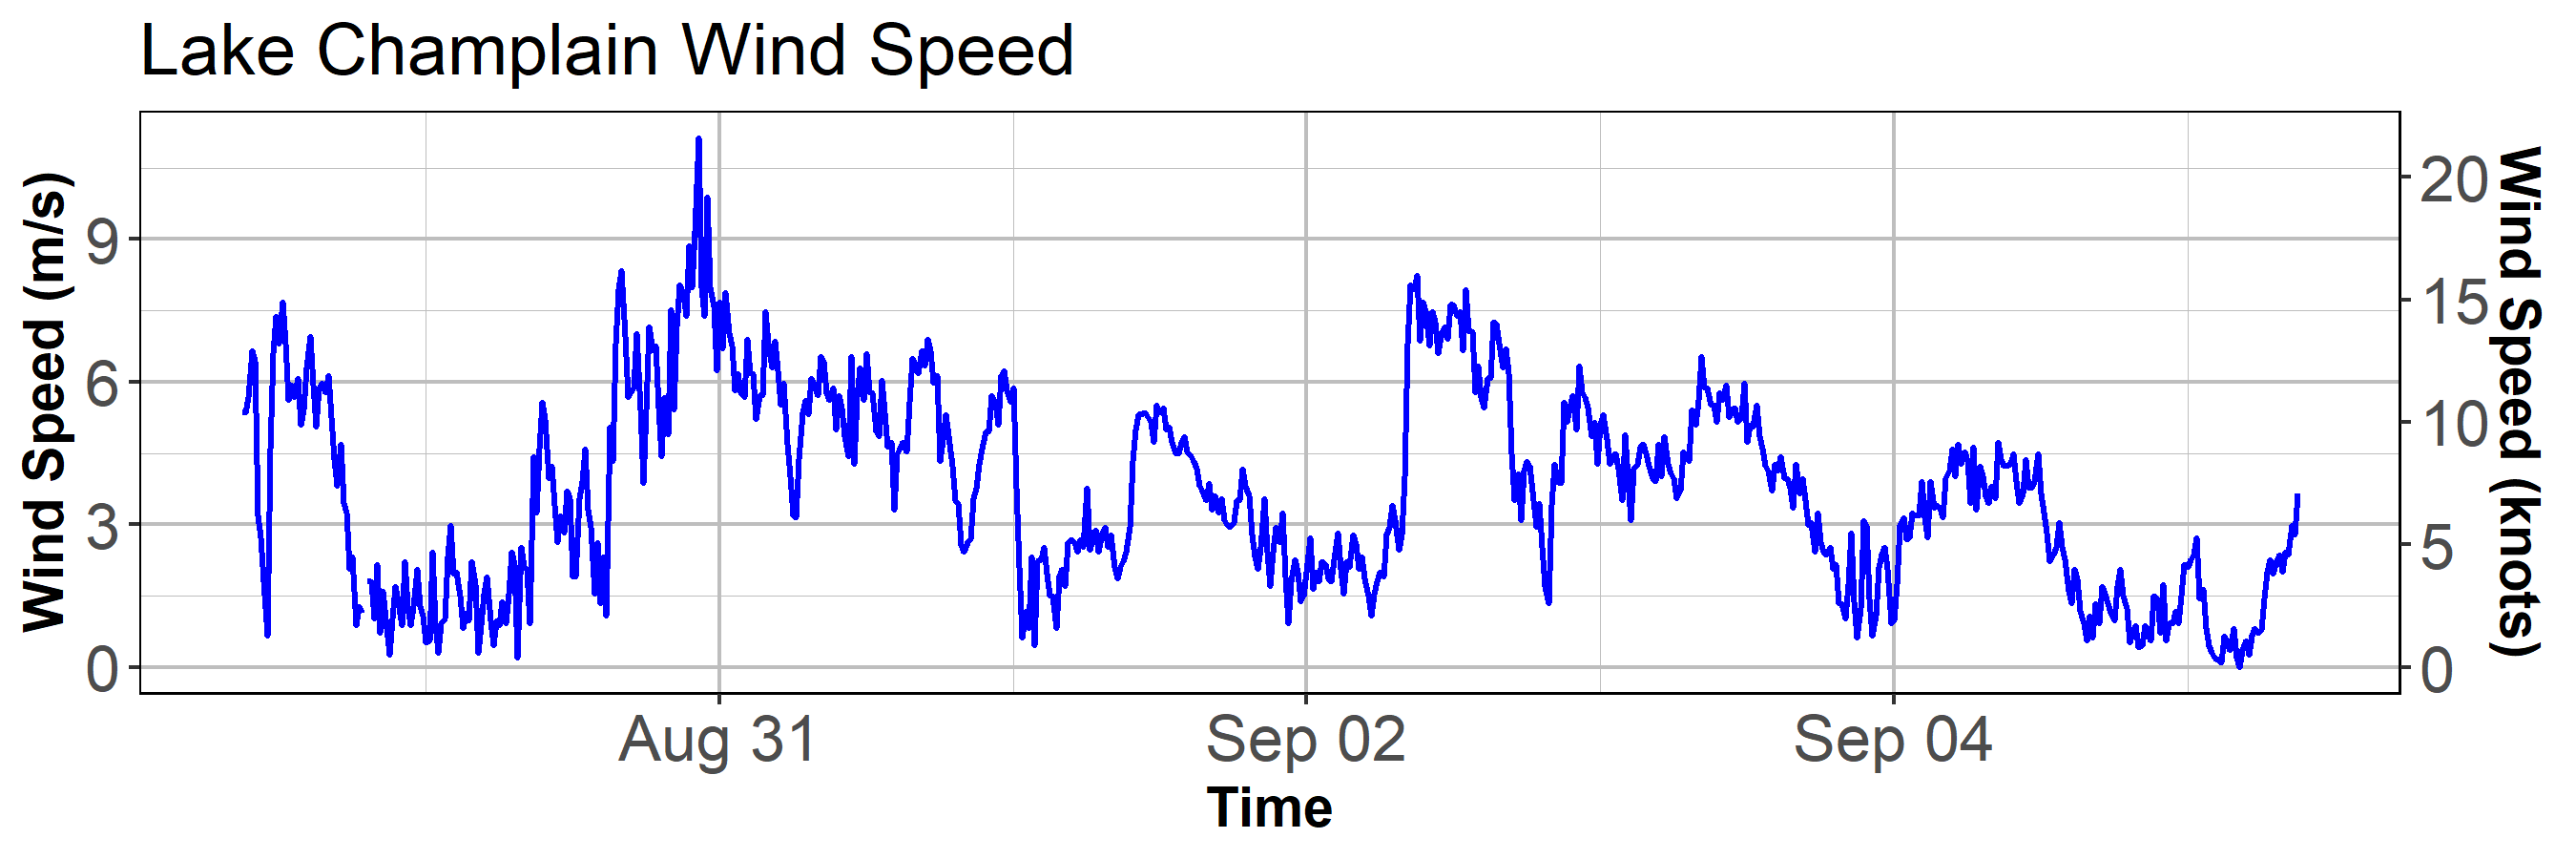 Lake Champlain Wind Speed
Wind Speed (m/s)
9
6
3
0
20
15
10
5
0
Wind Speed (knots)
Aug 31
Sep 02
Sep 04
Time